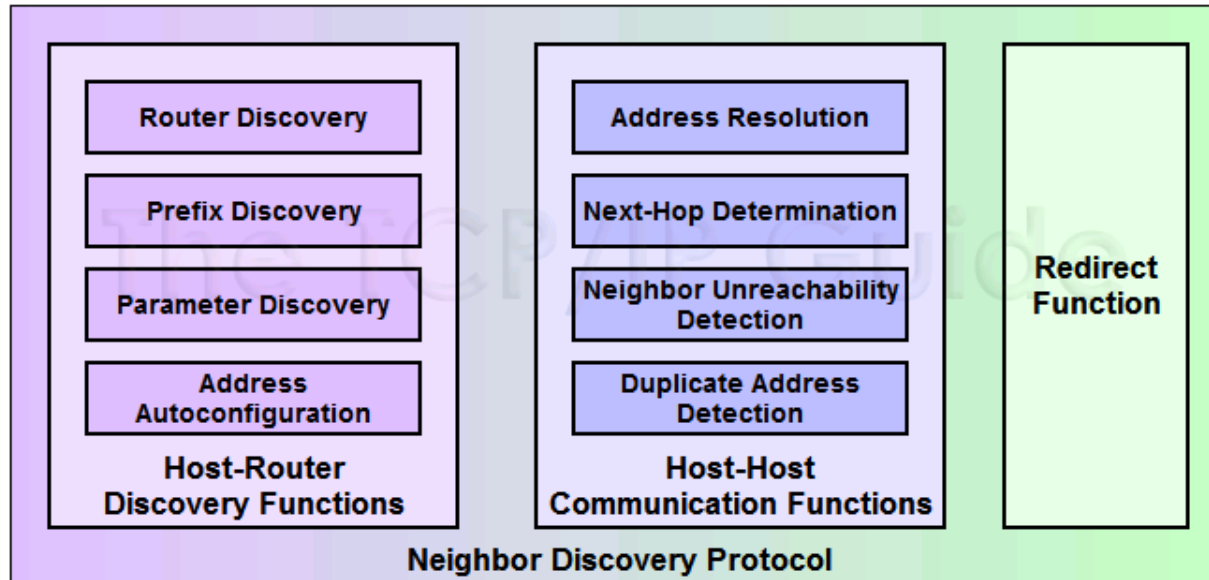 Router Discovery
Prefix Discovery
Parameter Discovery
Address
Autoconfiguration
Host-Router
Discovery Functions
Address Resolution
Next-Hop Determination
Neighbor Unreachability
Detection
Duplicate Address
Detection
Host-Host
Communication Functions
Redirect
Function
Neighbor Discovery Protocol
The TCP/IP Guide